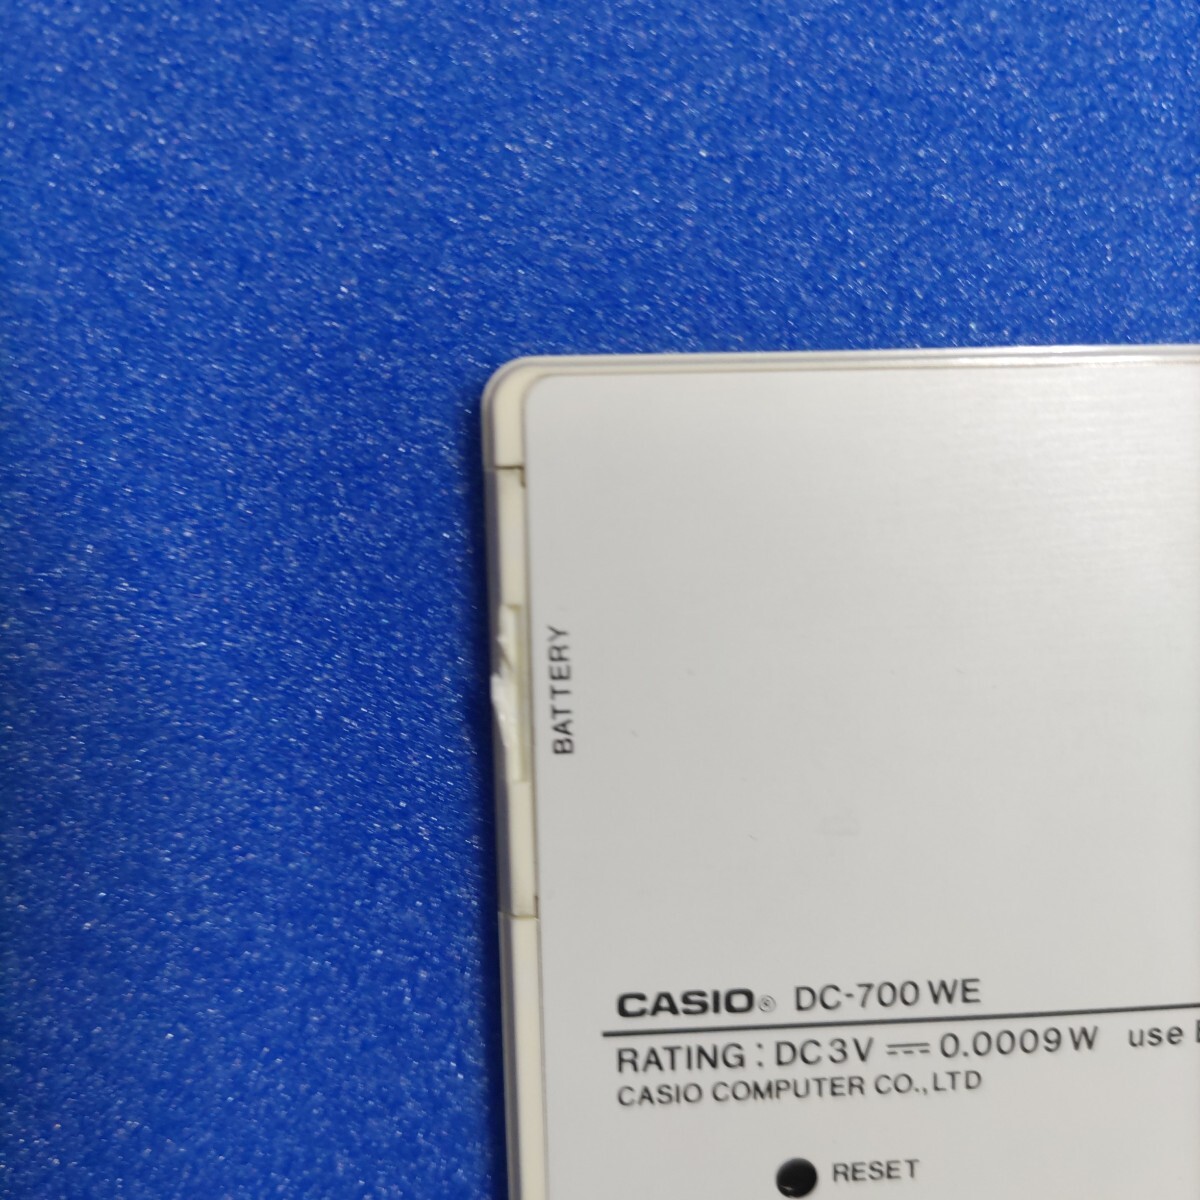 BATTERY
CASIO® DC-700 WE
RATING : DC 3V ⎓ 0.0009 W use
CASIO COMPUTER CO., LTD
RESET